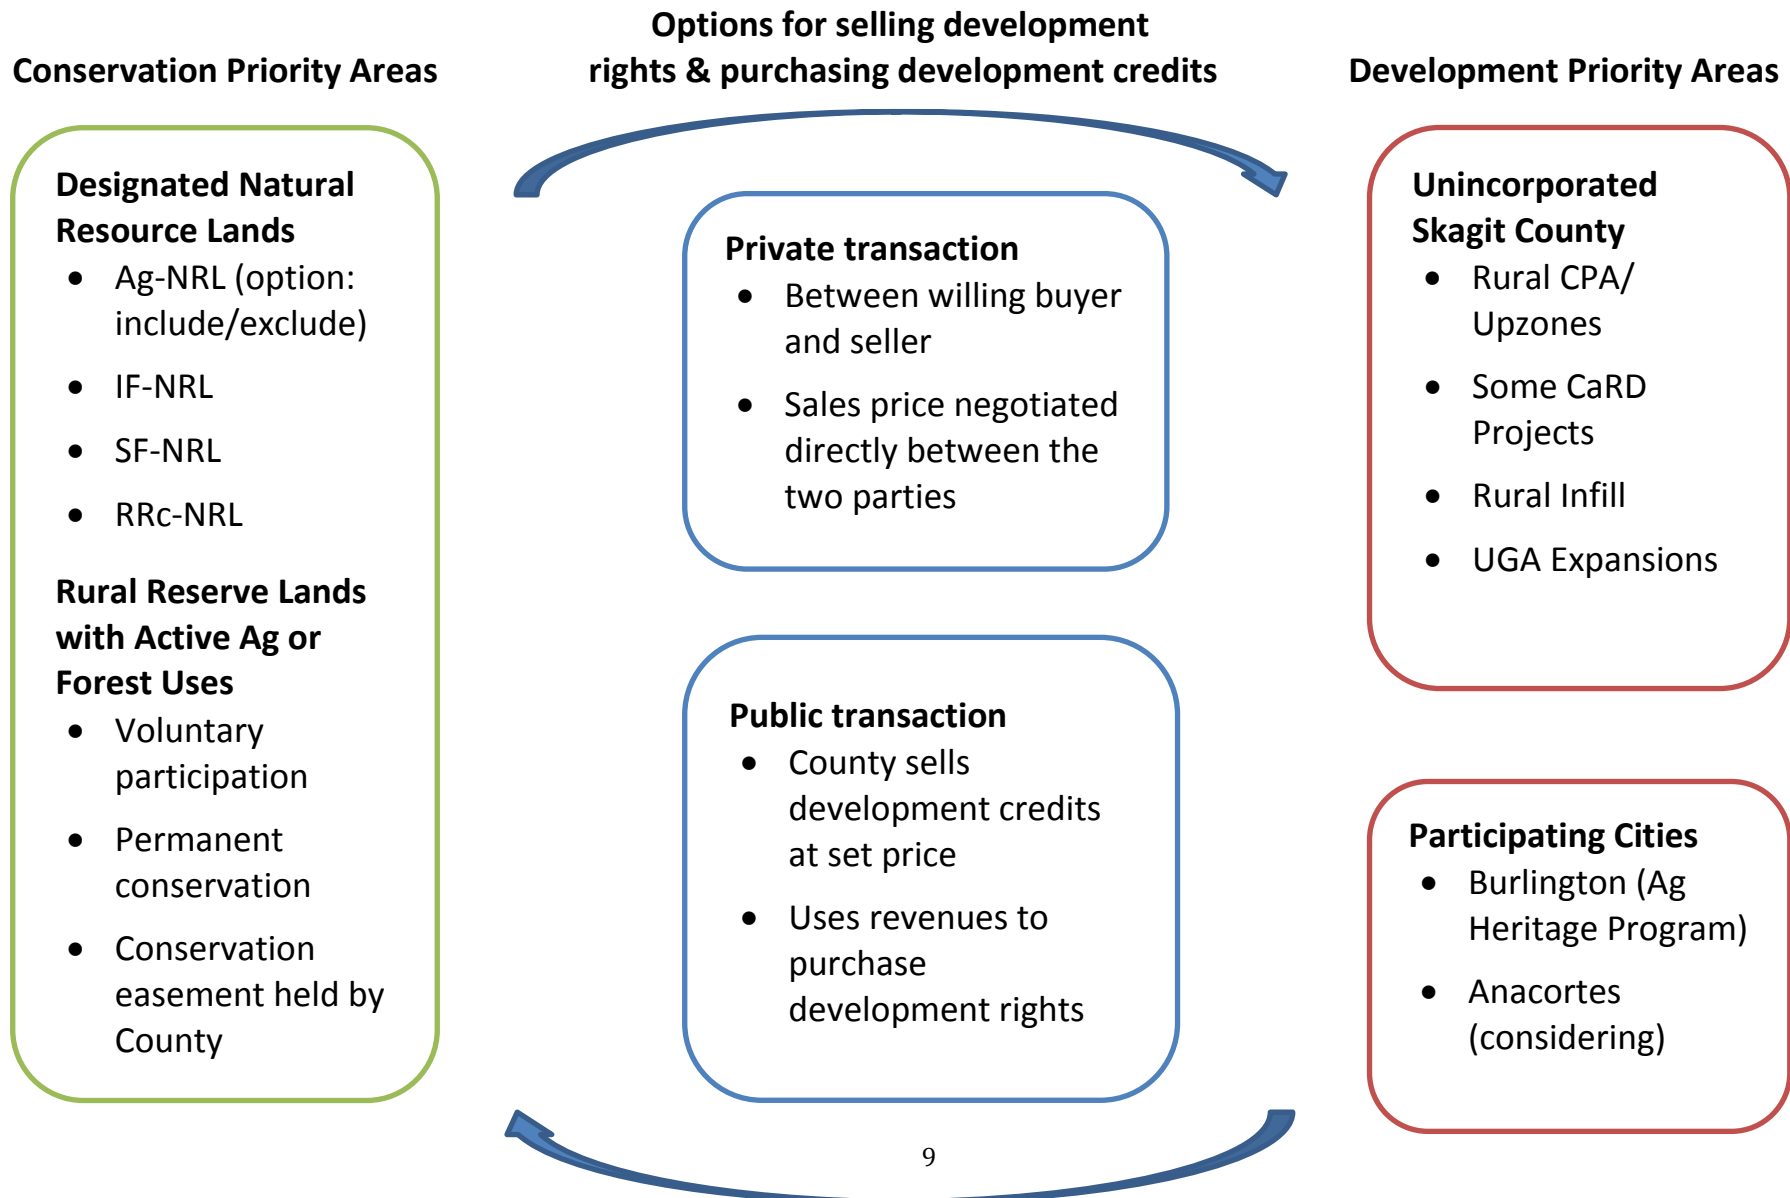 Conservation Priority Areas
Designated Natural
Resource Lands
• Ag-NRL (option:
include/exclude)
• IF-NRL
• SF-NRL
• RRc-NRL
Rural Reserve Lands
with Active Ag or
Forest Uses
• Voluntary
participation
• Permanent
conservation
• Conservation
easement held by
County
Options for selling development
rights & purchasing development credits
Private transaction
• Between willing buyer
and seller
• Sales price negotiated
directly between the
two parties
Public transaction
• County sells
development credits
at set price
• Uses revenues to
purchase
development rights
Development Priority Areas
Unincorporated
Skagit County
• Rural CPA/
Upzones
• Some CaRD
Projects
• Rural Infill
• UGA Expansions
Participating Cities
• Burlington (Ag
Heritage Program)
• Anacortes
(considering)
9